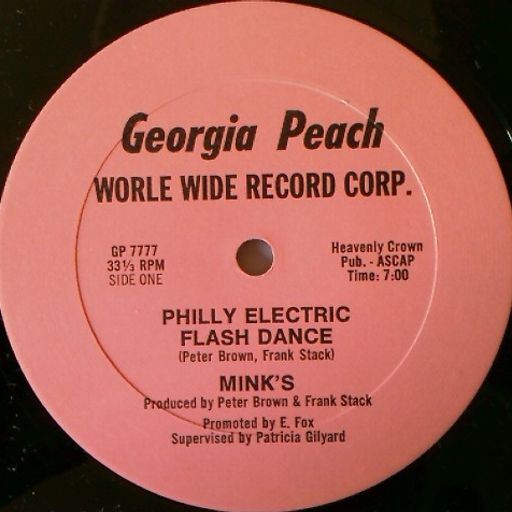 Georgia Peach
WORLE WIDE RECORD CORP.
GP 7777
33⅓ RPM
SIDE ONE
Heavenly Crown
Pub. - ASCAP
Time: 7:00
PHILLY ELECTRIC
FLASH DANCE
(Peter Brown, Frank Stack)
MINK'S
Produced by Peter Brown & Frank Stack
Promoted by E. Fox
Supervised by Patricia Gilyard